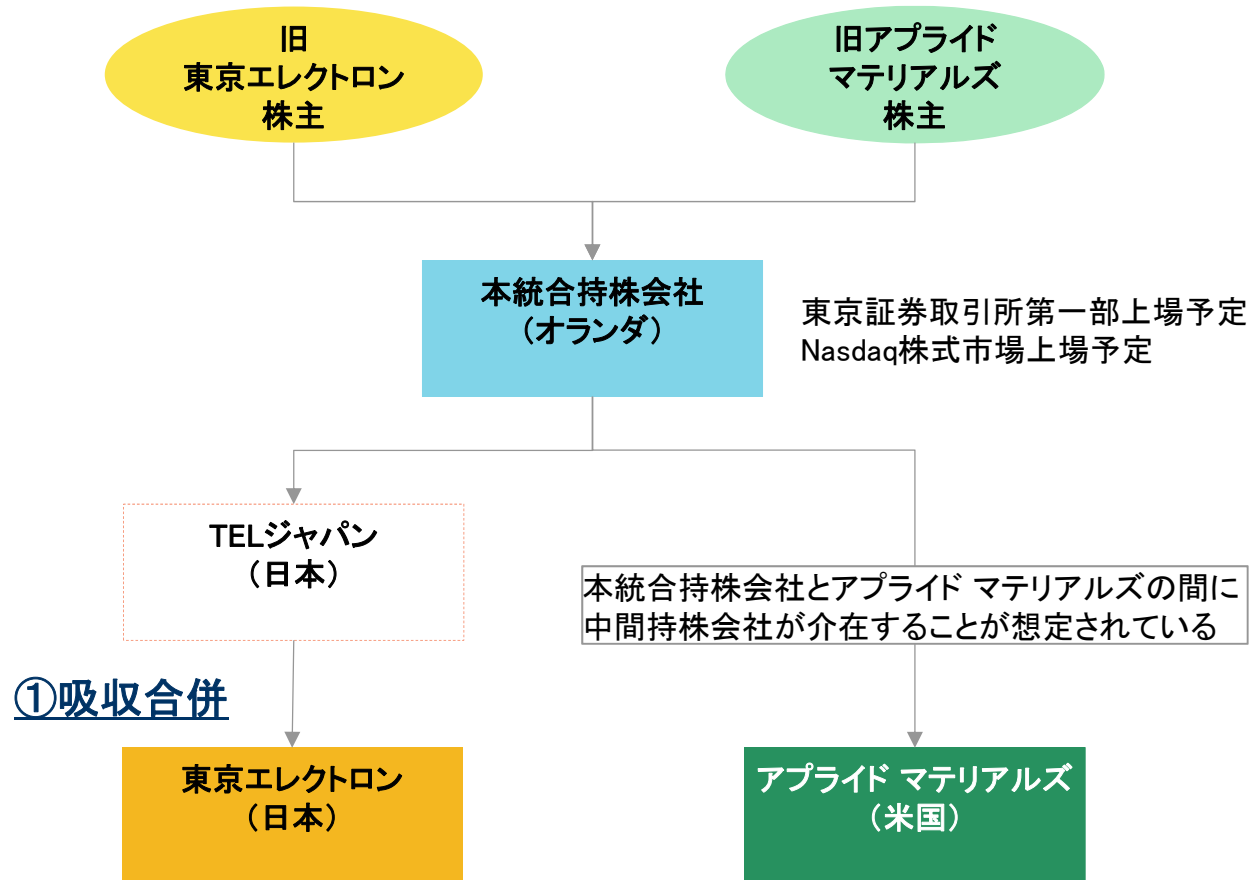 旧
東京エレクトロン
株主
旧アプライド
マテリアルズ
株主
本統合持株会社
（オランダ）
東京証券取引所第一部上場予定
Nasdaq株式市場上場予定
TELジャパン
（日本）
本統合持株会社とアプライド マテリアルズの間に
中間持株会社が介在することが想定されている
①吸収合併
東京エレクトロン
（日本）
アプライド マテリアルズ
（米国）